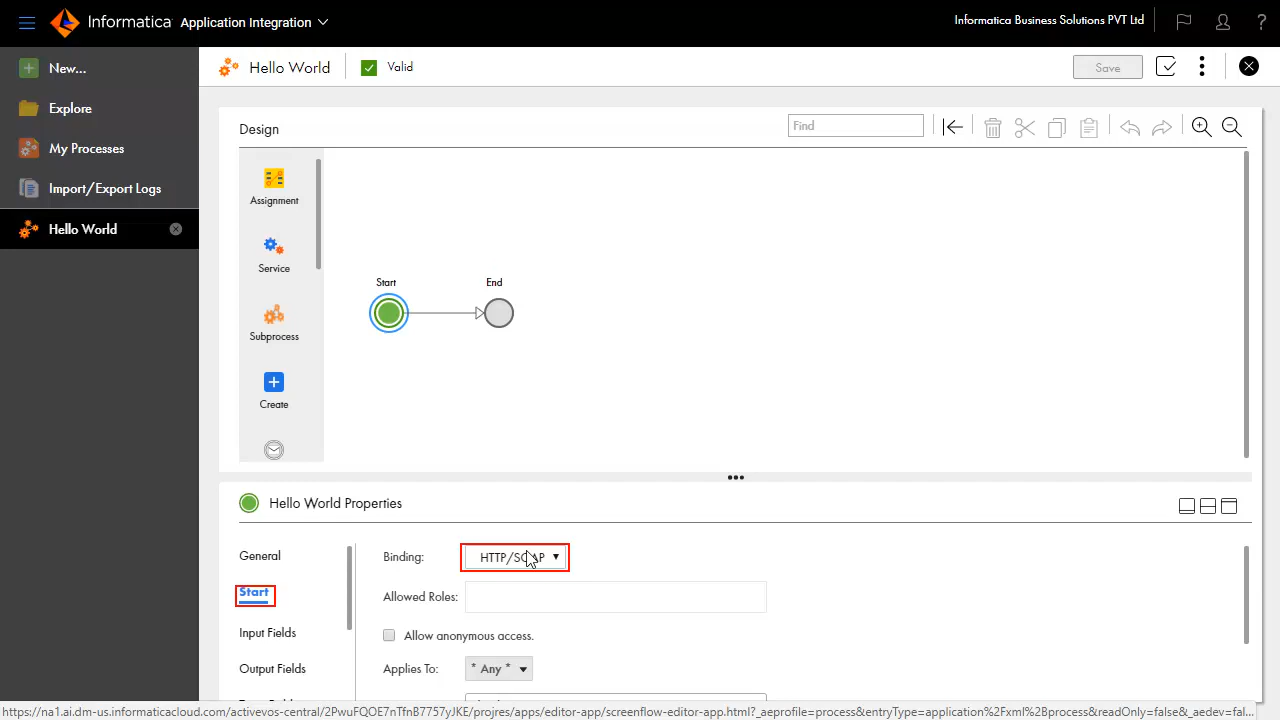 Informatica Application Integration
Informatica Business Solutions PVT Ltd
?
New...
Explore
My Processes
Import/Export Logs
Hello World
Hello World
Valid
Save
Design
Find
Assignment
Service
Subprocess
Create
Start
End
Hello World Properties
General
Start
Input Fields
Output Fields
Binding:
HTTP/SOAP
Allowed Roles:
Allow anonymous access.
Applies To:
* Any *
https://na1.ai.dm-us.informaticacloud.com/activevos-central/2PwuFQOE7nTfnB7757yJKE/projres/apps/editor-app/screenflow-editor-app.html?_aeprofile=process&entryType=application%2Fxml%2Bprocess&readOnly=false&_aedev=fal...